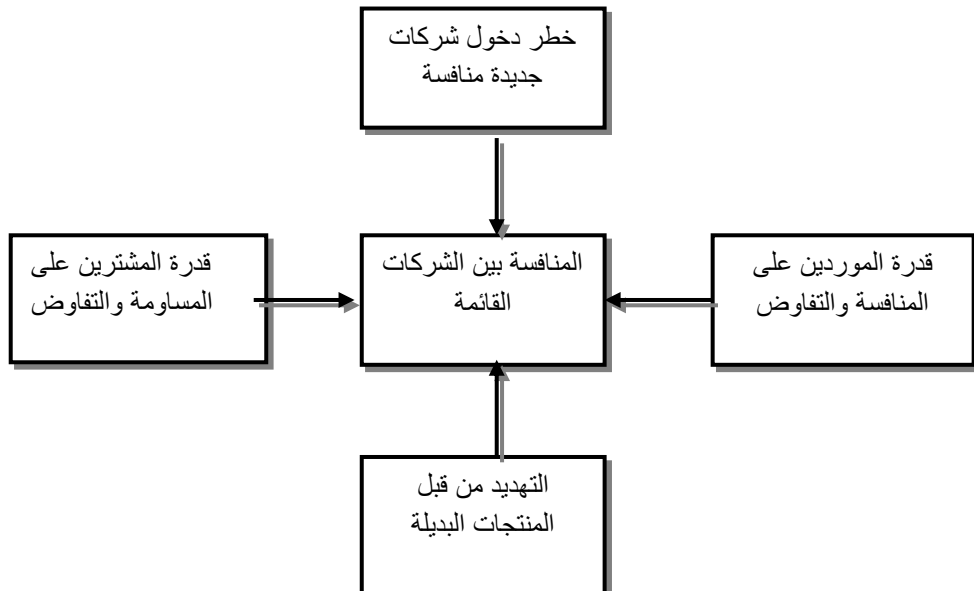 خطر دخول شركات
جديدة منافسة
قدرة الموردين على
المنافسة والتفاوض
المنافسة بين الشركات
القائمة
قدرة المشترين على
المساومة والتفاوض
التهديد من قبل
المنتجات البديلة